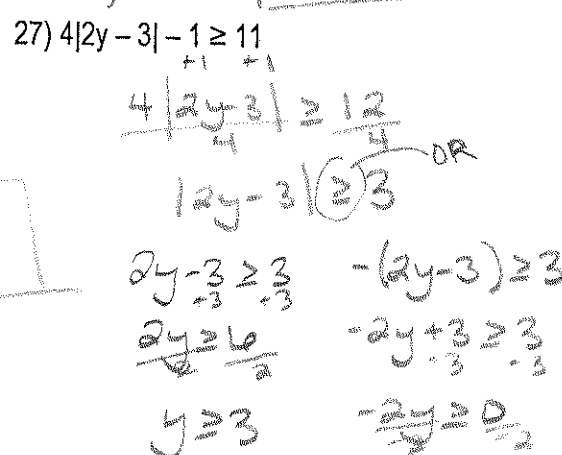 27) 4|2y – 3| – 1 ≥ 11
+1 +1
4|2y-3| ≥ 12
4 4
|2y-3| ≥ 3 OR
2y-3 ≥ 3 -(2y-3) ≥ 3
+3 +3 -2y+3 ≥ 3
2y ≥ 6 -3 -3
2 2 -2y ≥ 0
y ≥ 3 -2 -2